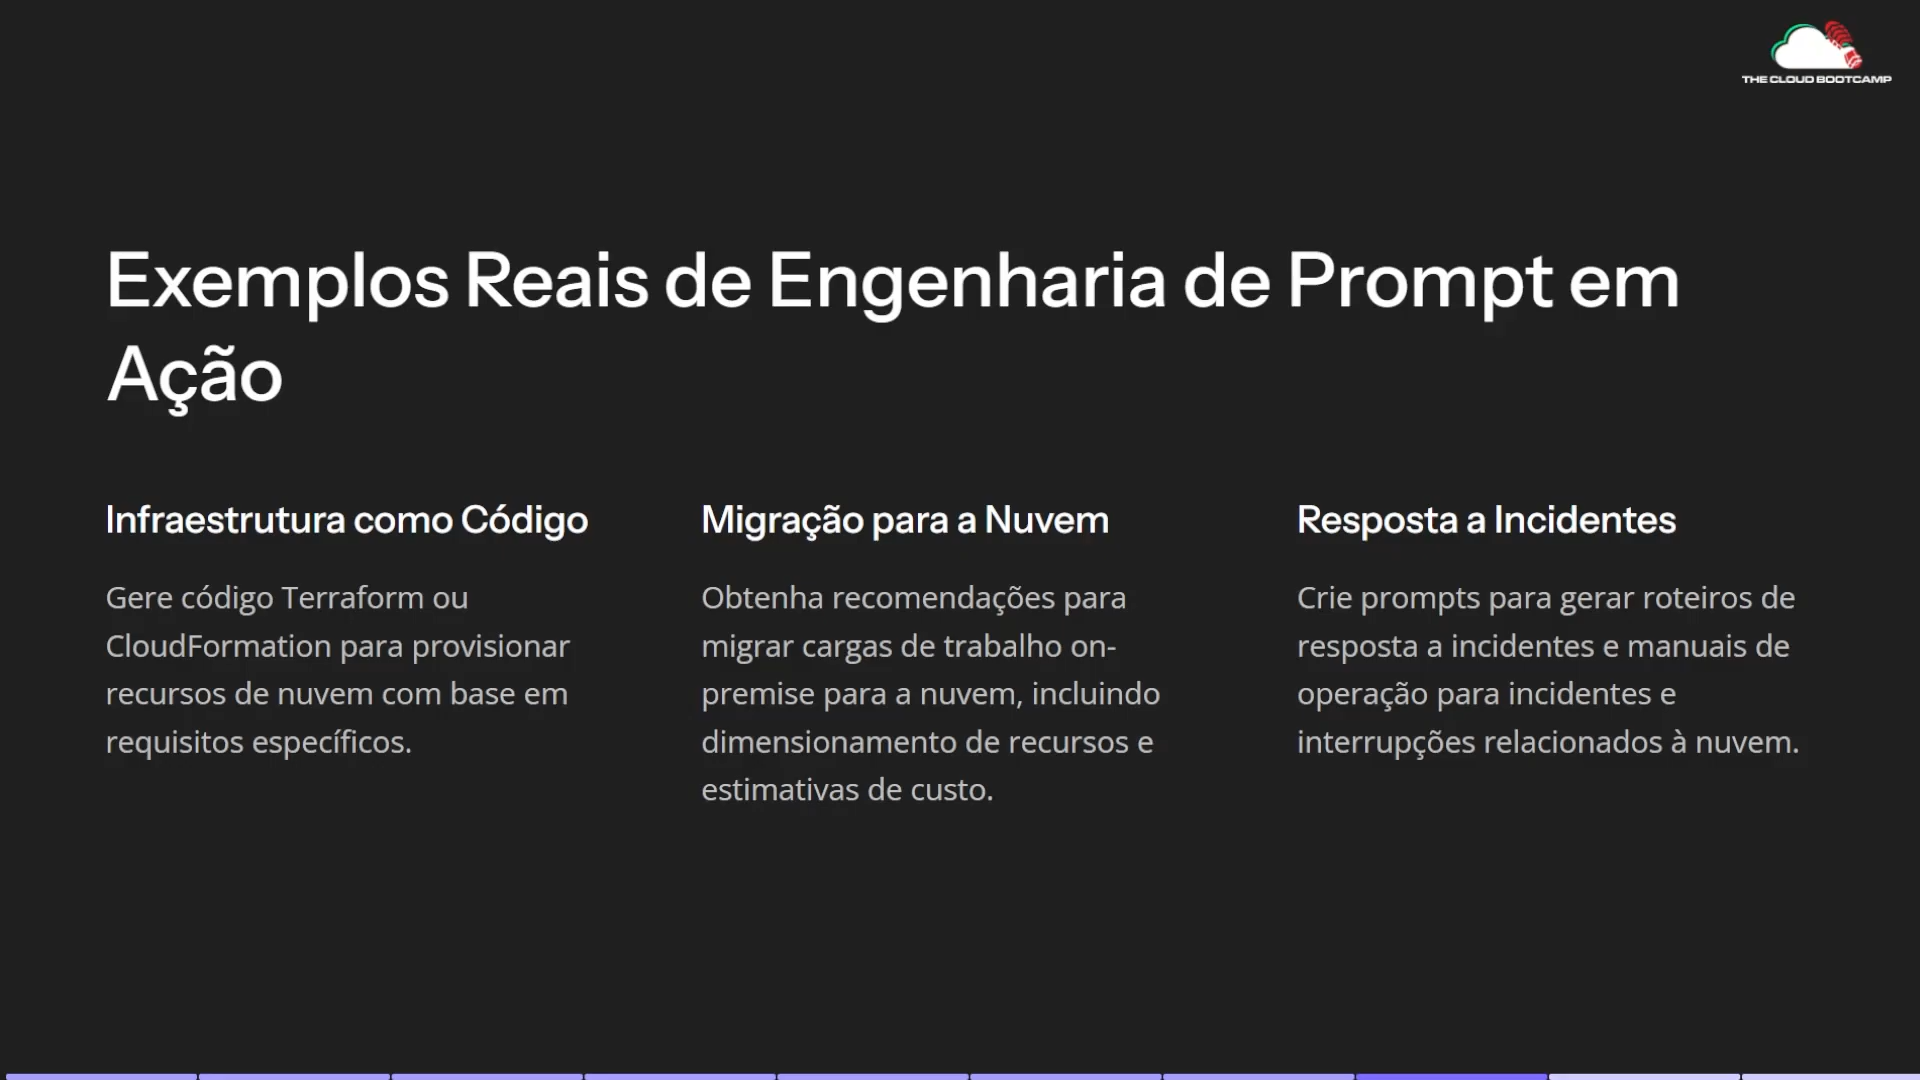 THE CLOUD BOOTCAMP
Exemplos Reais de Engenharia de Prompt em
Ação
Infraestrutura como Código
Gere código Terraform ou
CloudFormation para provisionar
recursos de nuvem com base em
requisitos específicos.
Migração para a Nuvem
Obtenha recomendações para
migrar cargas de trabalho on-
premise para a nuvem, incluindo
dimensionamento de recursos e
estimativas de custo.
Resposta a Incidentes
Crie prompts para gerar roteiros de
resposta a incidentes e manuais de
operação para incidentes e
interrupções relacionados à nuvem.